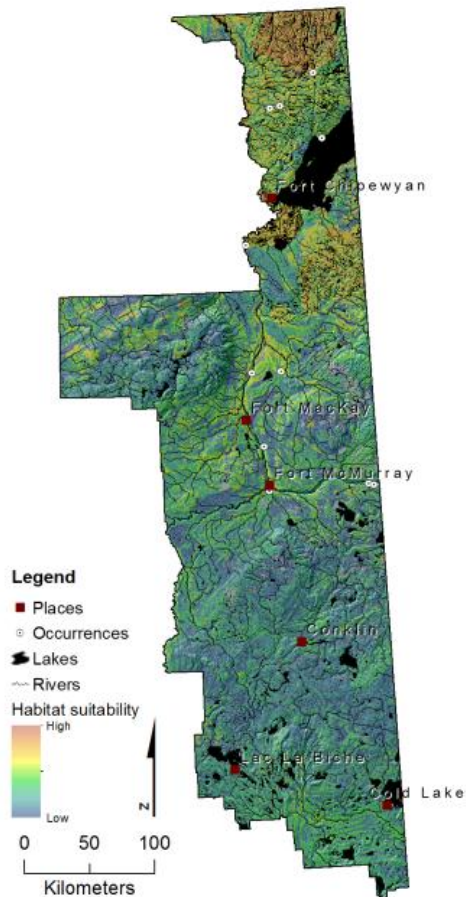 Fort Chipewyan
Fort MacKay
Fort McMurray
Conklin
Lac La Biche
Cold Lake
Legend
Places
Occurrences
Lakes
Rivers
Habitat suitability
High
Low
N
0 50 100
Kilometers